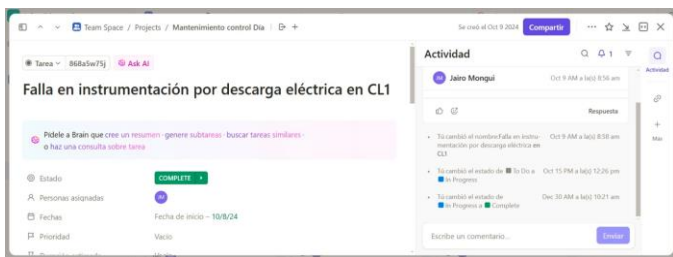 Team Space / Projects / Mantenimiento control Dia
Se creó el Oct 9 2024
Compartir
Tarea
868a5w75j
Ask AI
Falla en instrumentación por descarga eléctrica en CL1
Pídele a Brain que cree un resumen · genere subtareas · buscar tareas similares ·
o haz una consulta sobre tarea
Estado
COMPLETE
Personas asignadas
JM
Fechas
Fecha de inicio – 10/8/24
Prioridad
Vacío
Actividad
1
Jairo Mongui
Oct 9 AM a la(s) 8:56 am
Respuesta
Tú cambió el nombreFalla en instru-
mentación por descarga eléctrica en
CL1
Oct 9 AM a la(s) 8:58 am
Tú cambió el estado de To Do a
In Progress
Oct 15 PM a la(s) 12:26 pm
Tú cambió el estado de
In Progress a Complete
Dec 30 AM a la(s) 10:21 am
Escribe un comentario...
Enviar
Actividad
Más